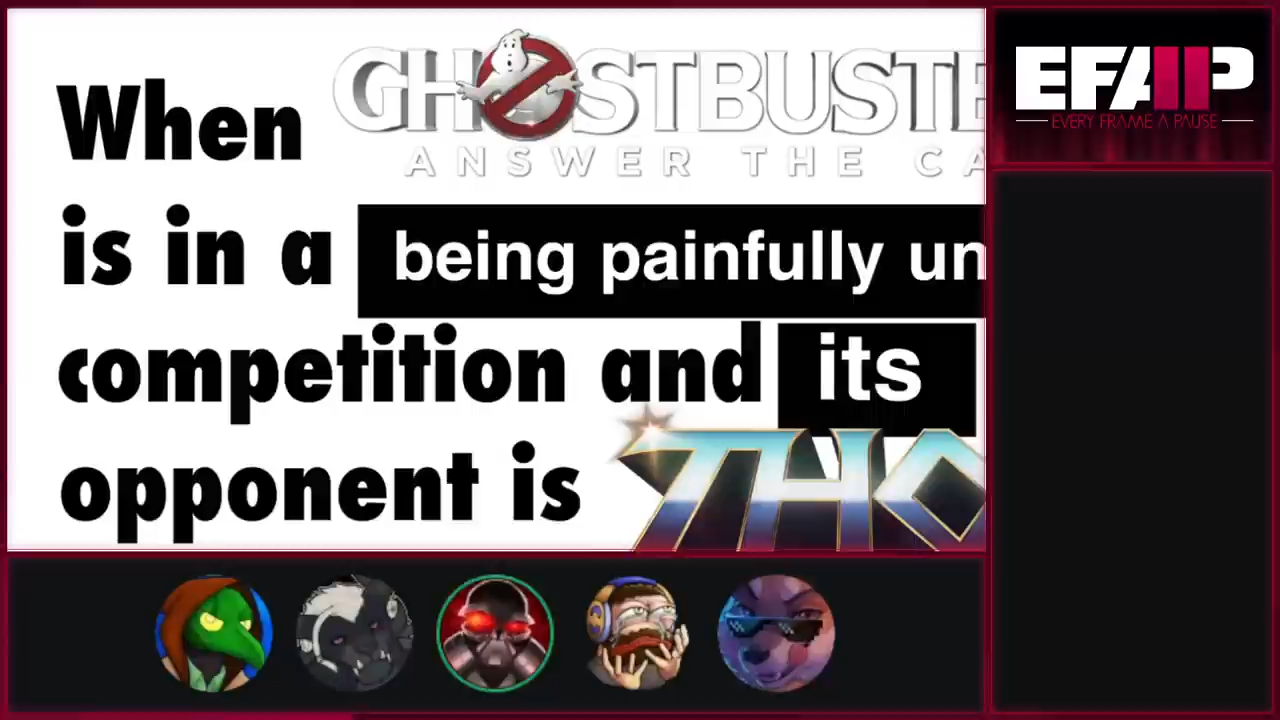 When GHOSTBUSTE
ANSWER THE CA
is in a being painfully un
competition and its
opponent is THO
EFAP
EVERY FRAME A PAUSE